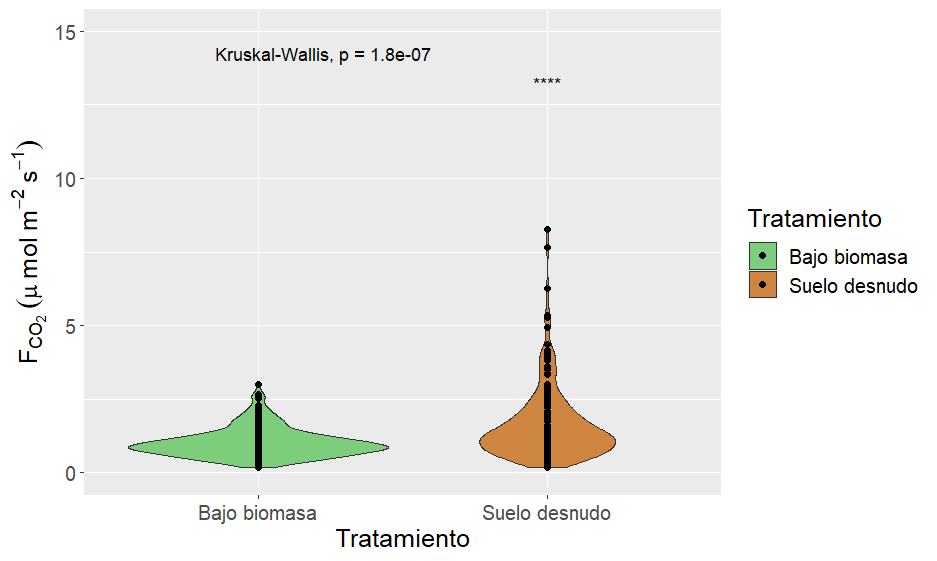 15
10
5
0
F_CO₂ (μ mol m⁻² s⁻¹)
Kruskal-Wallis, p = 1.8e-07
****
Bajo biomasa
Suelo desnudo
Tratamiento
Tratamiento
Bajo biomasa
Suelo desnudo